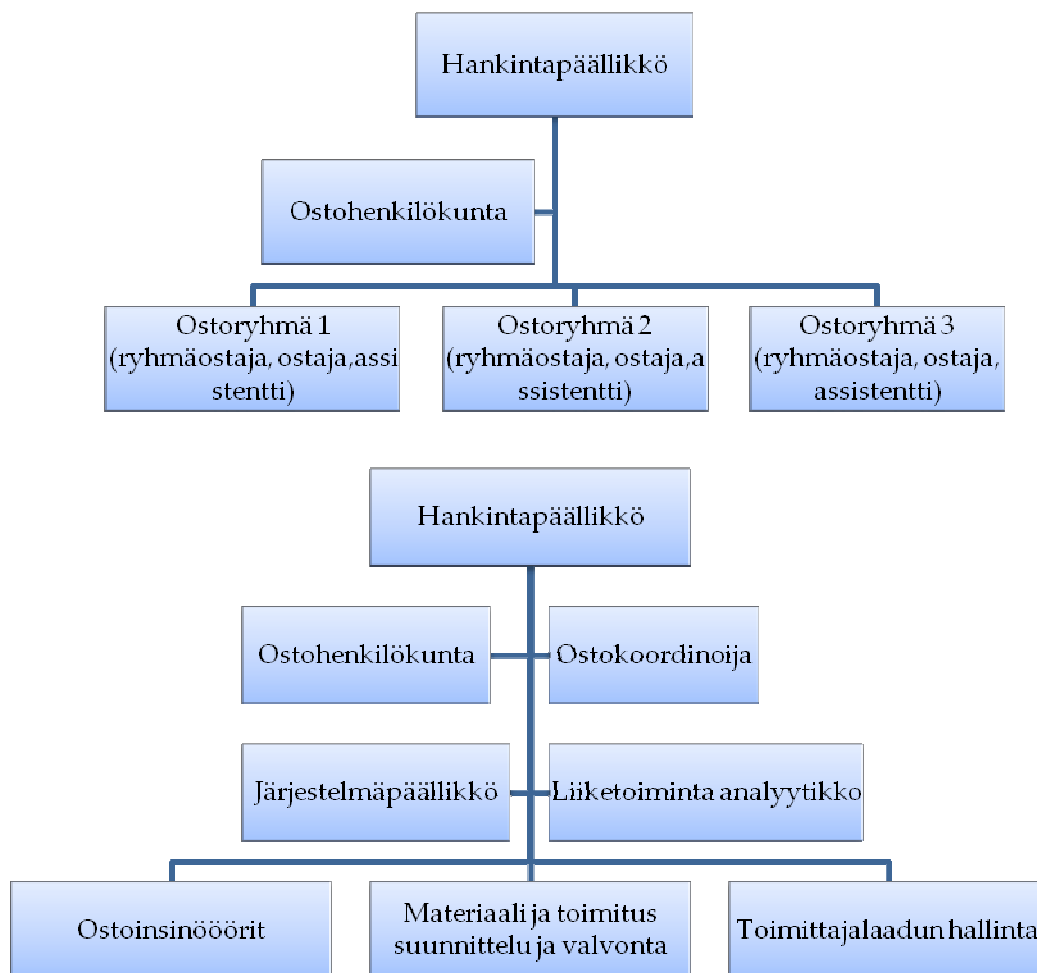 Hankintapäällikkö
Ostohenkilökunta
Ostoryhmä 1
(ryhmäostaja, ostaja,assi
stentti)
Ostoryhmä 2
(ryhmäostaja, ostaja,a
ssistentti)
Ostoryhmä 3
(ryhmäostaja, ostaja,
assistentti)
Hankintapäällikkö
Ostohenkilökunta
Ostokoordinoija
Järjestelmäpäällikkö
Liiketoiminta analyytikko
Ostoinsinööörit
Materiaali ja toimitus
suunnittelu ja valvonta
Toimittajalaadun hallinta